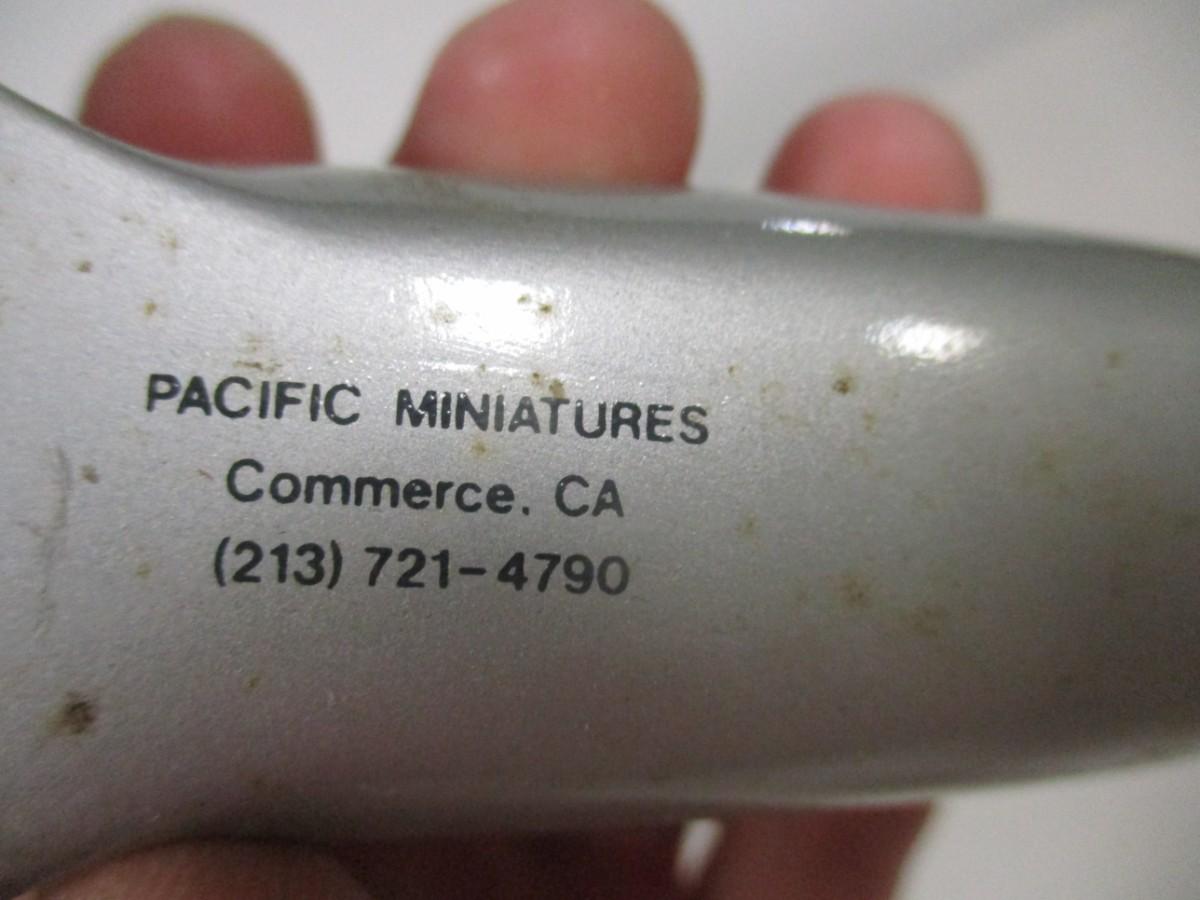 PACIFIC MINIATURES
Commerce. CA
(213) 721-4790